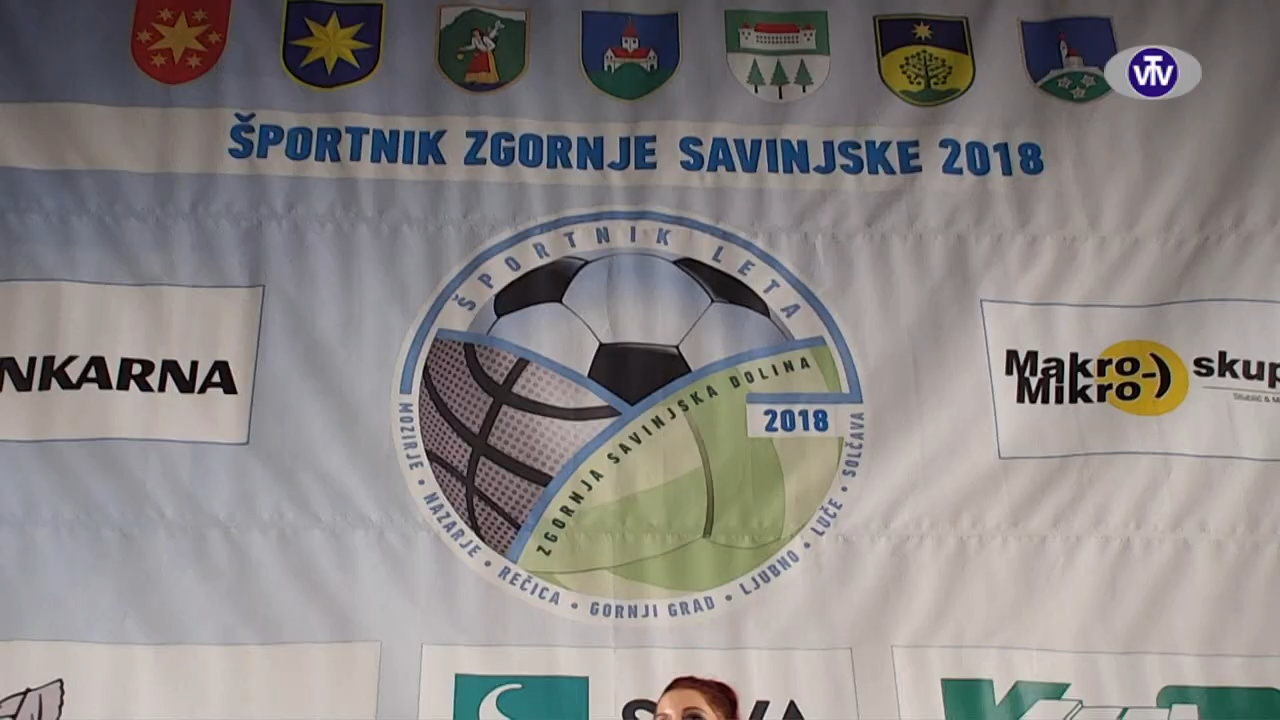 VTV
ŠPORTNIK ZGORNJE SAVINJSKE 2018
ŠPORTNIK LETA
ZGORNJA SAVINJSKA DOLINA
2018
MOZIRJE • NAZARJE • REČICA • GORNJI GRAD • LJUBNO • LUČE • SOLČAVA
NKARNA
Makro-
Mikro
skup